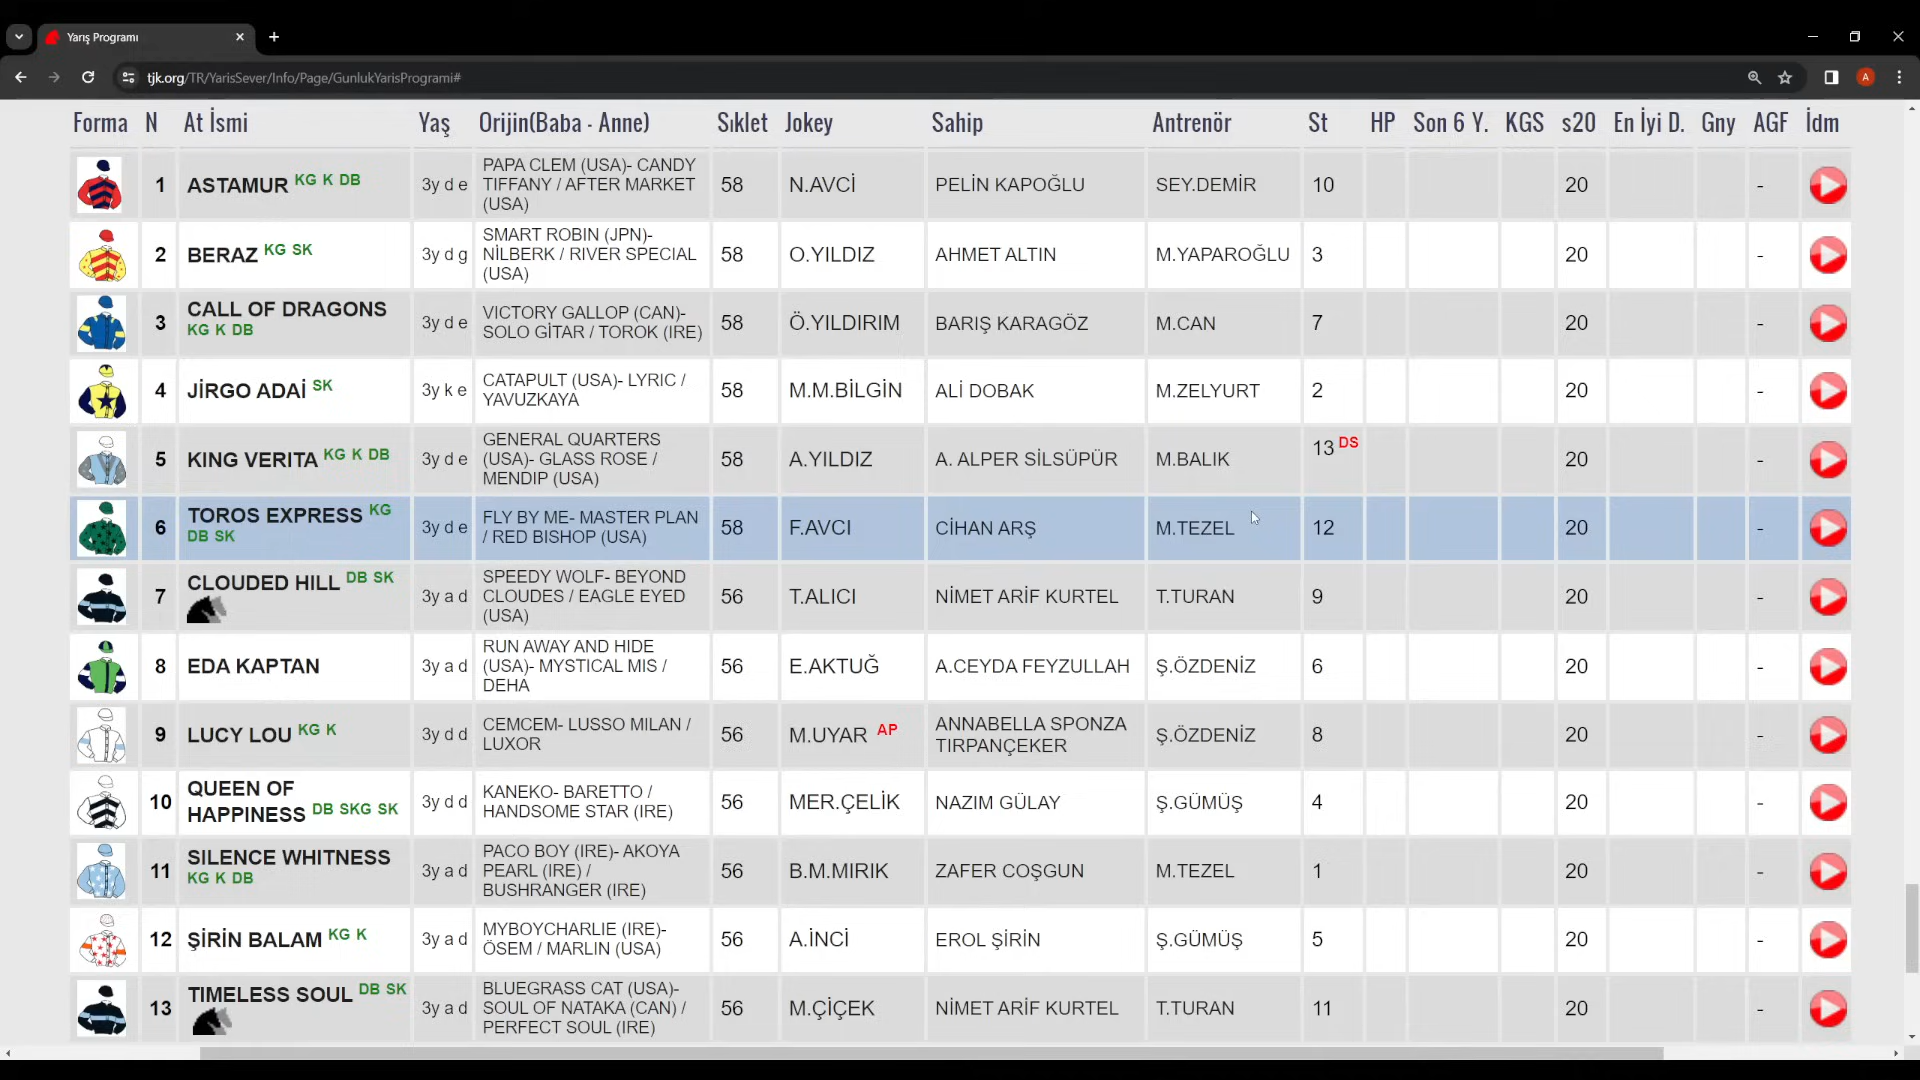 Yarış Programı
tjk.org/TR/YarisSever/Info/Page/GunlukYarisProgrami#
A
Forma N At İsmi Yaş Orijin(Baba - Anne) Sıklet Jokey Sahip Antrenör St HP Son 6 Y. KGS s20 En İyi D. Gny AGF İdm
1 ASTAMUR KG K DB 3y d e PAPA CLEM (USA)- CANDY TIFFANY / AFTER MARKET (USA) 58 N.AVCİ PELİN KAPOĞLU SEY.DEMİR 10 20 -
2 BERAZ KG SK 3y d g SMART ROBIN (JPN)- NİLBERK / RIVER SPECIAL (USA) 58 O.YILDIZ AHMET ALTIN M.YAPAROĞLU 3 20 -
3 CALL OF DRAGONS KG K DB 3y d e VICTORY GALLOP (CAN)- SOLO GİTAR / TOROK (IRE) 58 Ö.YILDIRIM BARIŞ KARAGÖZ M.CAN 7 20 -
4 JİRGO ADAİ SK 3y k e CATAPULT (USA)- LYRIC / YAVUZKAYA 58 M.M.BİLGİN ALİ DOBAK M.ZELYURT 2 20 -
5 KING VERITA KG K DB 3y d e GENERAL QUARTERS (USA)- GLASS ROSE / MENDIP (USA) 58 A.YILDIZ A. ALPER SİLSÜPÜR M.BALIK 13 DS 20 -
6 TOROS EXPRESS KG DB SK 3y d e FLY BY ME- MASTER PLAN / RED BISHOP (USA) 58 F.AVCI CİHAN ARŞ M.TEZEL 12 20 -
7 CLOUDED HILL DB SK 3y a d SPEEDY WOLF- BEYOND CLOUDES / EAGLE EYED (USA) 56 T.ALICI NİMET ARİF KURTEL T.TURAN 9 20 -
8 EDA KAPTAN 3y a d RUN AWAY AND HIDE (USA)- MYSTICAL MIS / DEHA 56 E.AKTUĞ A.CEYDA FEYZULLAH Ş.ÖZDENİZ 6 20 -
9 LUCY LOU KG K 3y d d CEMCEM- LUSSO MILAN / LUXOR 56 M.UYAR AP ANNABELLA SPONZA TIRPANÇEKER Ş.ÖZDENİZ 8 20 -
10 QUEEN OF HAPPINESS DB SKG SK 3y d d KANEKO- BARETTO / HANDSOME STAR (IRE) 56 MER.ÇELİK NAZIM GÜLAY Ş.GÜMÜŞ 4 20 -
11 SILENCE WHITNESS KG K DB 3y a d PACO BOY (IRE)- AKOYA PEARL (IRE) / BUSHRANGER (IRE) 56 B.M.MIRIK ZAFER COŞGUN M.TEZEL 1 20 -
12 ŞİRİN BALAM KG K 3y a d MYBOYCHARLIE (IRE)- ÖSEM / MARLIN (USA) 56 A.İNCİ EROL ŞİRİN Ş.GÜMÜŞ 5 20 -
13 TIMELESS SOUL DB SK 3y a d BLUEGRASS CAT (USA)- SOUL OF NATAKA (CAN) / PERFECT SOUL (IRE) 56 M.ÇİÇEK NİMET ARİF KURTEL T.TURAN 11 20 -